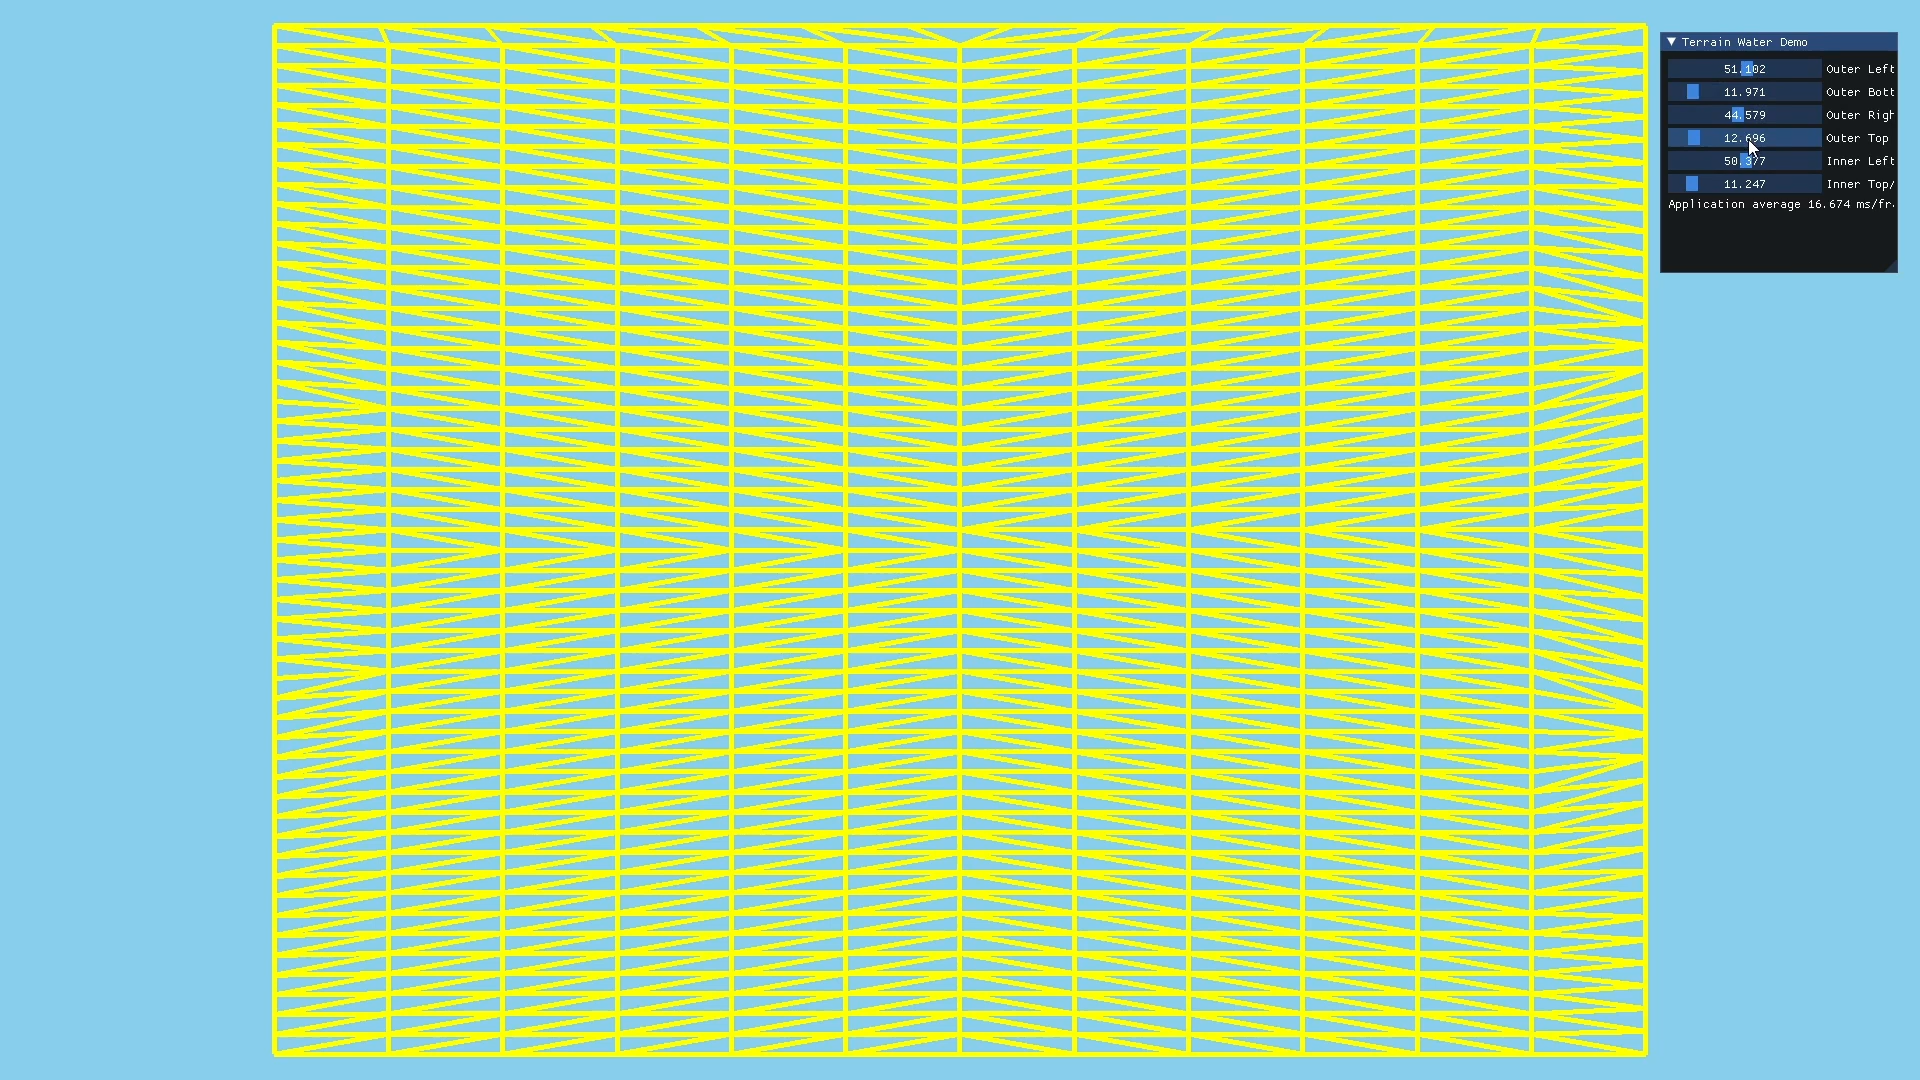 Terrain Water Demo
51.102 Outer Left
11.971 Outer Bott
44.579 Outer Righ
12.696 Outer Top
50.377 Inner Left
11.247 Inner Top/
Application average 16.674 ms/fr